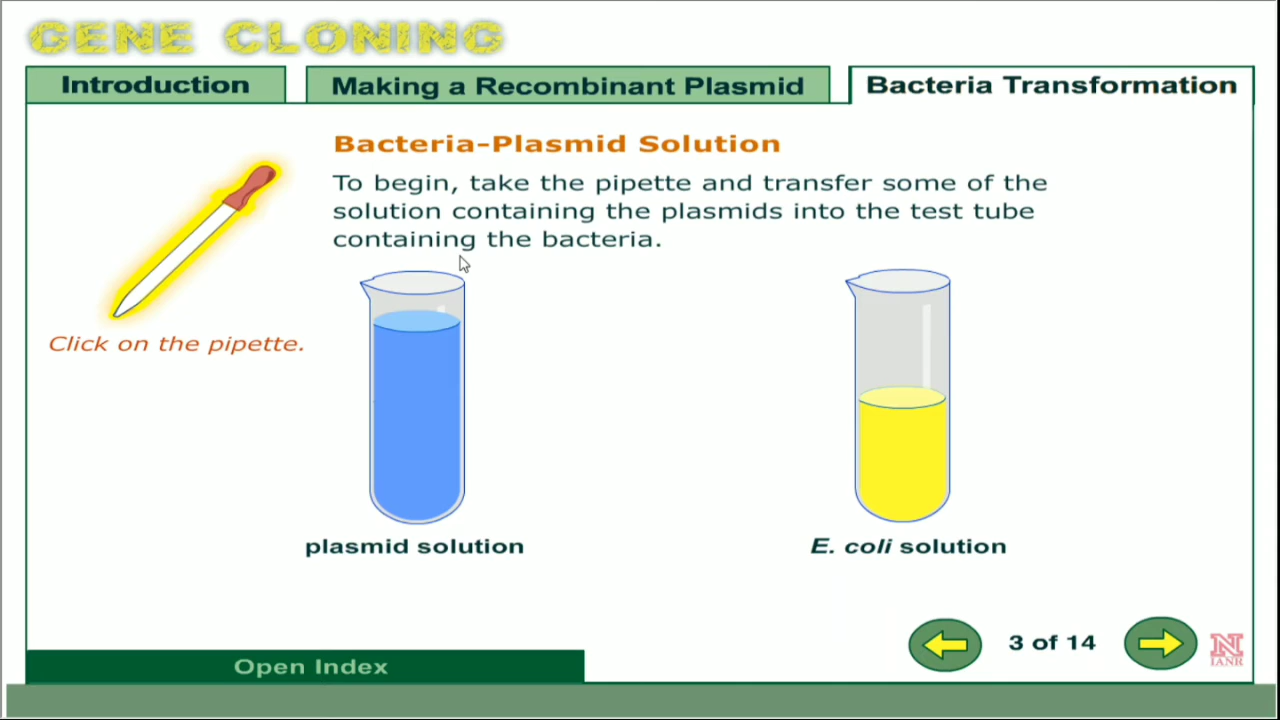 GENE CLONING
Introduction
Making a Recombinant Plasmid
Bacteria Transformation
Bacteria-Plasmid Solution
To begin, take the pipette and transfer some of the
solution containing the plasmids into the test tube
containing the bacteria.
Click on the pipette.
plasmid solution
E. coli solution
3 of 14
N
IANR
Open Index